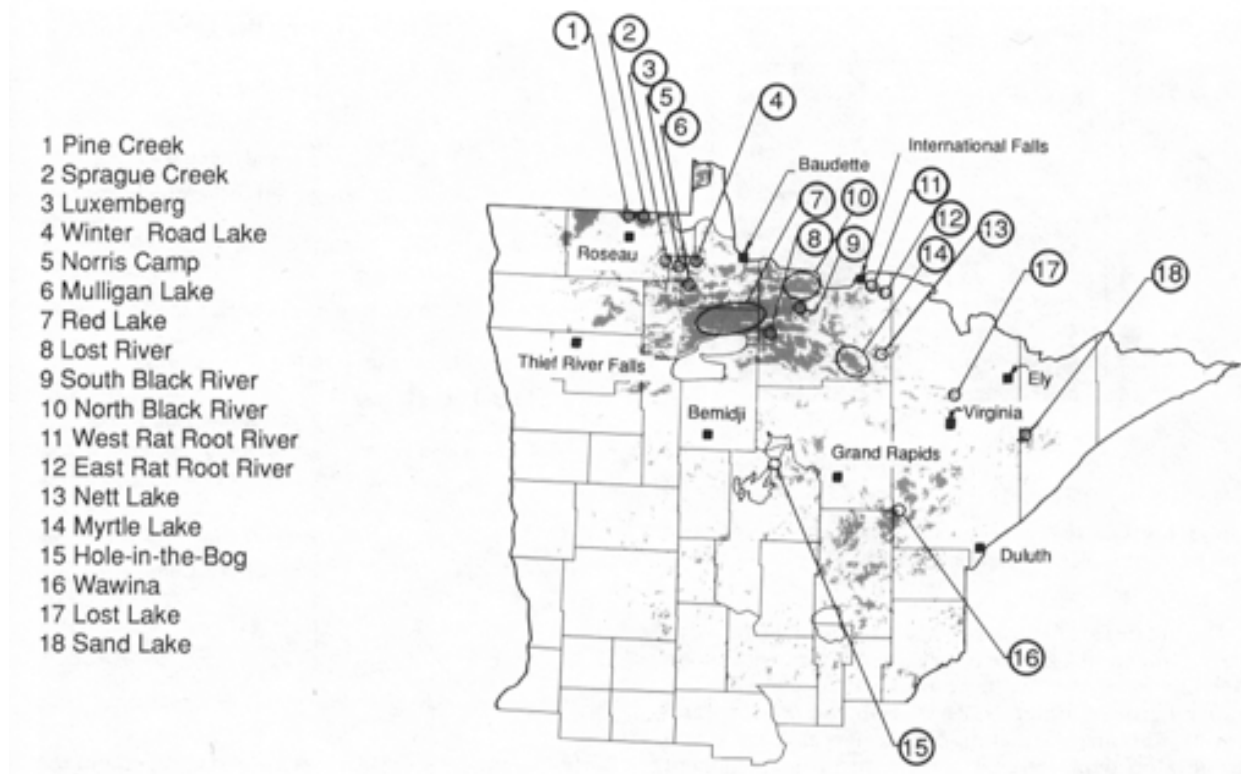 1 Pine Creek
2 Sprague Creek
3 Luxemberg
4 Winter Road Lake
5 Norris Camp
6 Mulligan Lake
7 Red Lake
8 Lost River
9 South Black River
10 North Black River
11 West Rat Root River
12 East Rat Root River
13 Nett Lake
14 Myrtle Lake
15 Hole-in-the-Bog
16 Wawina
17 Lost Lake
18 Sand Lake
1
2
3
5
6
4
International Falls
Baudette
7
10
11
8
9
12
13
14
17
18
Roseau
Thief River Falls
Ely
Bemidji
Virginia
Grand Rapids
Duluth
16
15